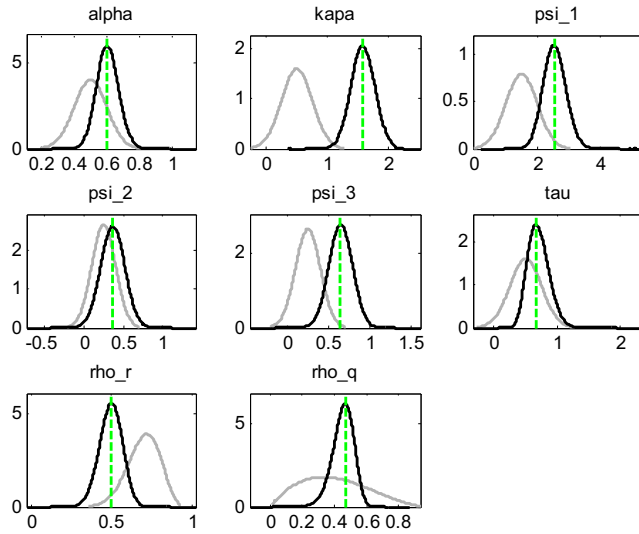 alpha kapa psi_1
5 2 1
1 0.5
0 0 0
0.2 0.4 0.6 0.8 1 0 1 2 0 2 4
psi_2 psi_3 tau
2 2 2
1 1 1
0 0 0
-0.5 0 0.5 1 0 0.5 1 1.5 0 1 2
rho_r rho_q
5 5
0 0
0 0.5 1 0 0.2 0.4 0.6 0.8